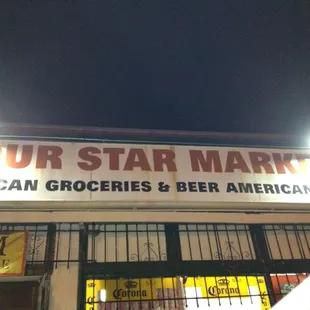 UR STAR MARK
CAN GROCERIES & BEER AMERICAN
Corona
Corona